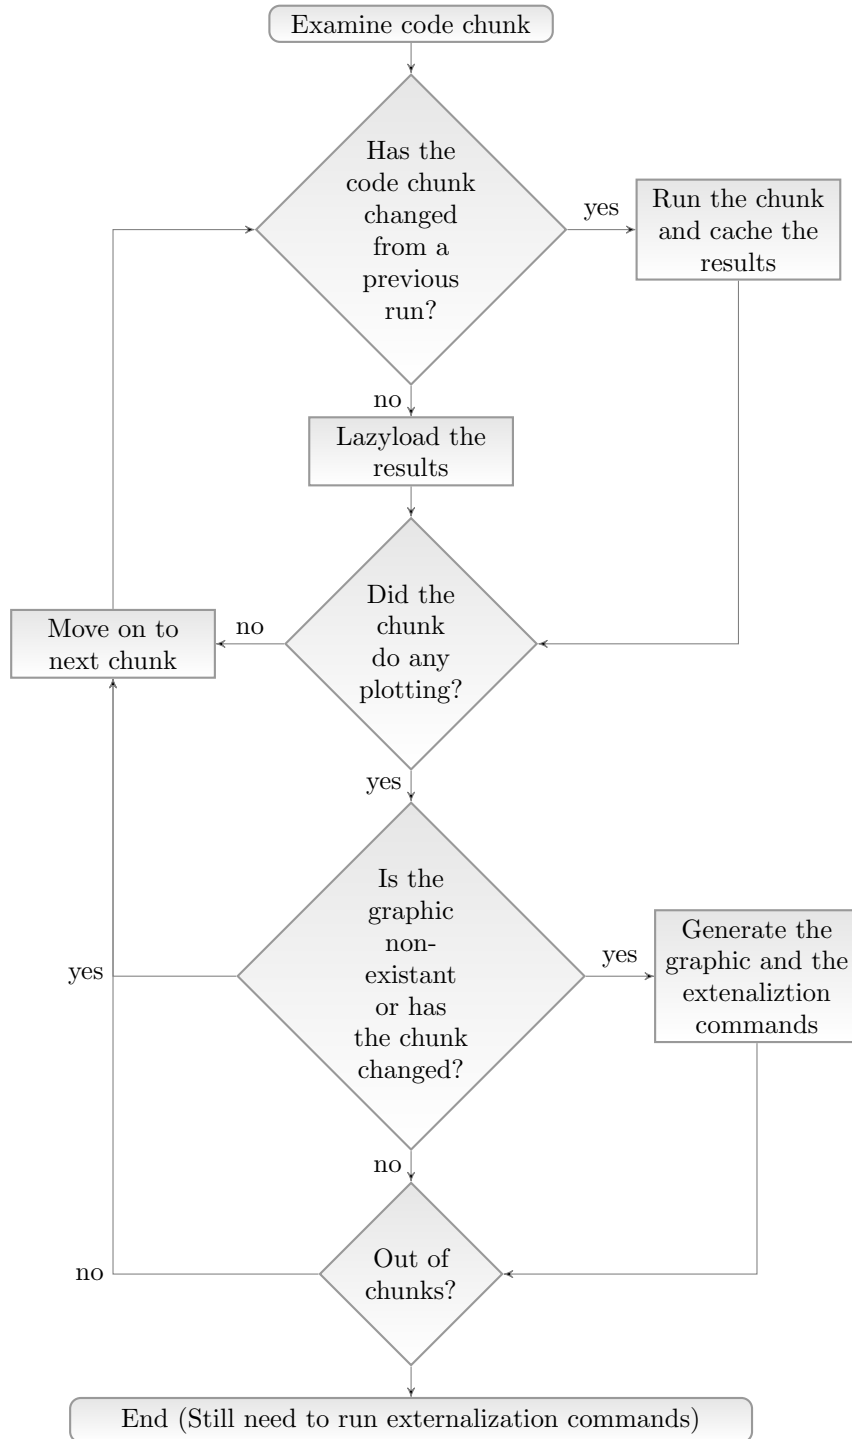 Examine code chunk
Has the
code chunk
changed
from a
previous
run?
yes
Run the chunk
and cache the
results
no
Lazyload the
results
Did the
chunk
do any
plotting?
no
Move on to
next chunk
yes
Is the
graphic
non-
existant
or has
the chunk
changed?
yes
yes
Generate the
graphic and the
extenaliztion
commands
no
Out of
chunks?
no
End (Still need to run externalization commands)